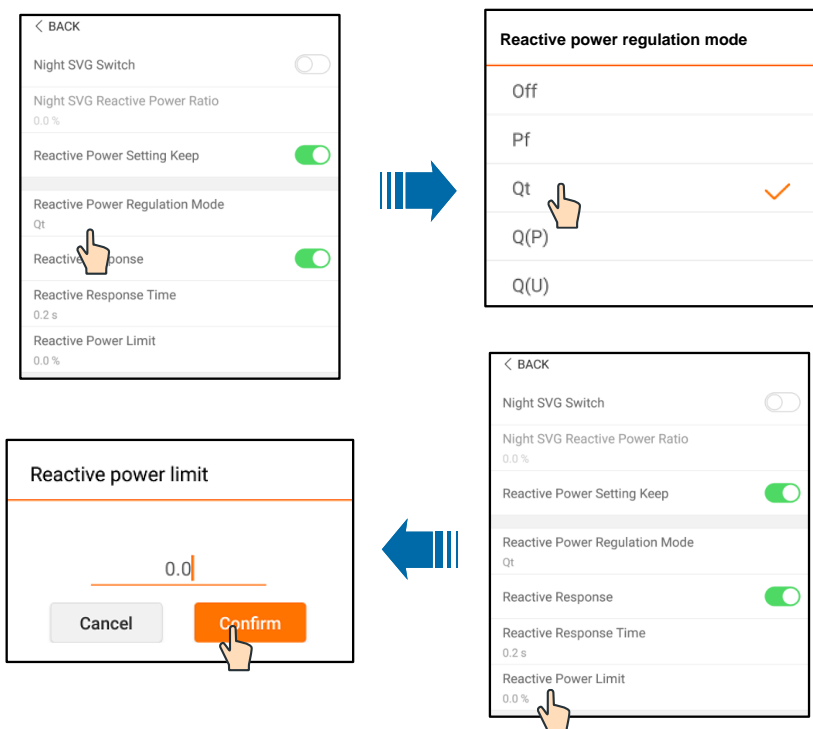 < BACK
Night SVG Switch
Night SVG Reactive Power Ratio
0.0 %
Reactive Power Setting Keep
Reactive Power Regulation Mode
Qt
Reactive ponse
Reactive Response Time
0.2 s
Reactive Power Limit
0.0 %
Reactive power regulation mode
Off
Pf
Qt
Q(P)
Q(U)
< BACK
Night SVG Switch
Night SVG Reactive Power Ratio
0.0 %
Reactive Power Setting Keep
Reactive Power Regulation Mode
Qt
Reactive Response
Reactive Response Time
0.2 s
Reactive Power Limit
0.0 %
Reactive power limit
0.0
Cancel
Confirm